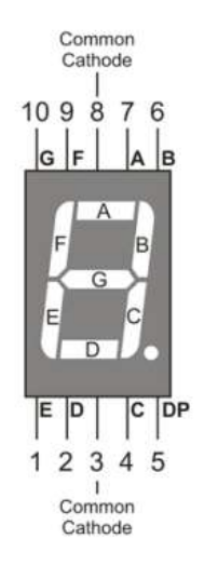 Common
Cathode
10 9 8 7 6
G F A B
A
F B
G
E C
D
E D C DP
1 2 3 4 5
Common
Cathode